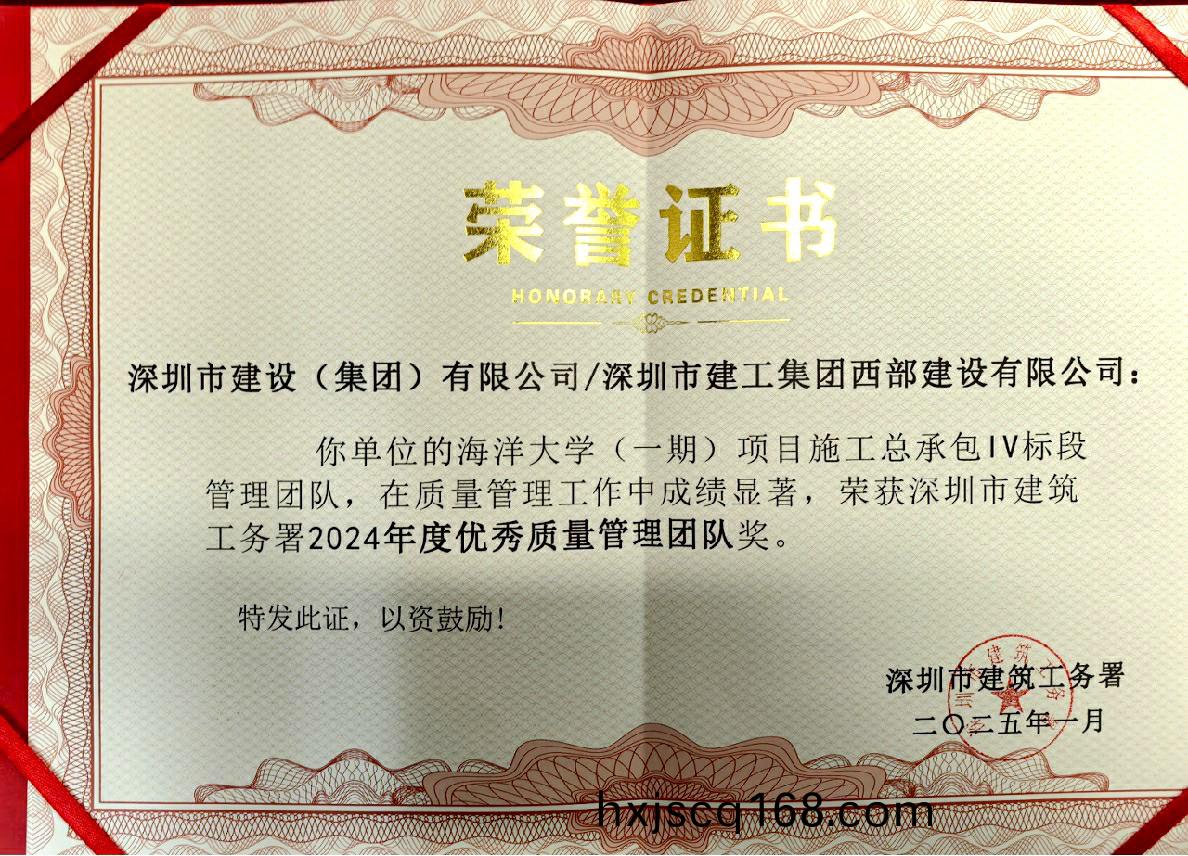 荣誉证书
HONORARY CREDENTIAL
深圳市建设（集团）有限公司/深圳市建工集团西部建设有限公司：
你单位的海洋大学（一期）项目施工总承包IV标段
管理团队，在质量管理工作中成绩显著，荣获深圳市建筑
工务署2024年度优秀质量管理团队奖。
特发此证，以资鼓励！
深圳市建筑工务署
二〇二五年一月
hxjscq168.com